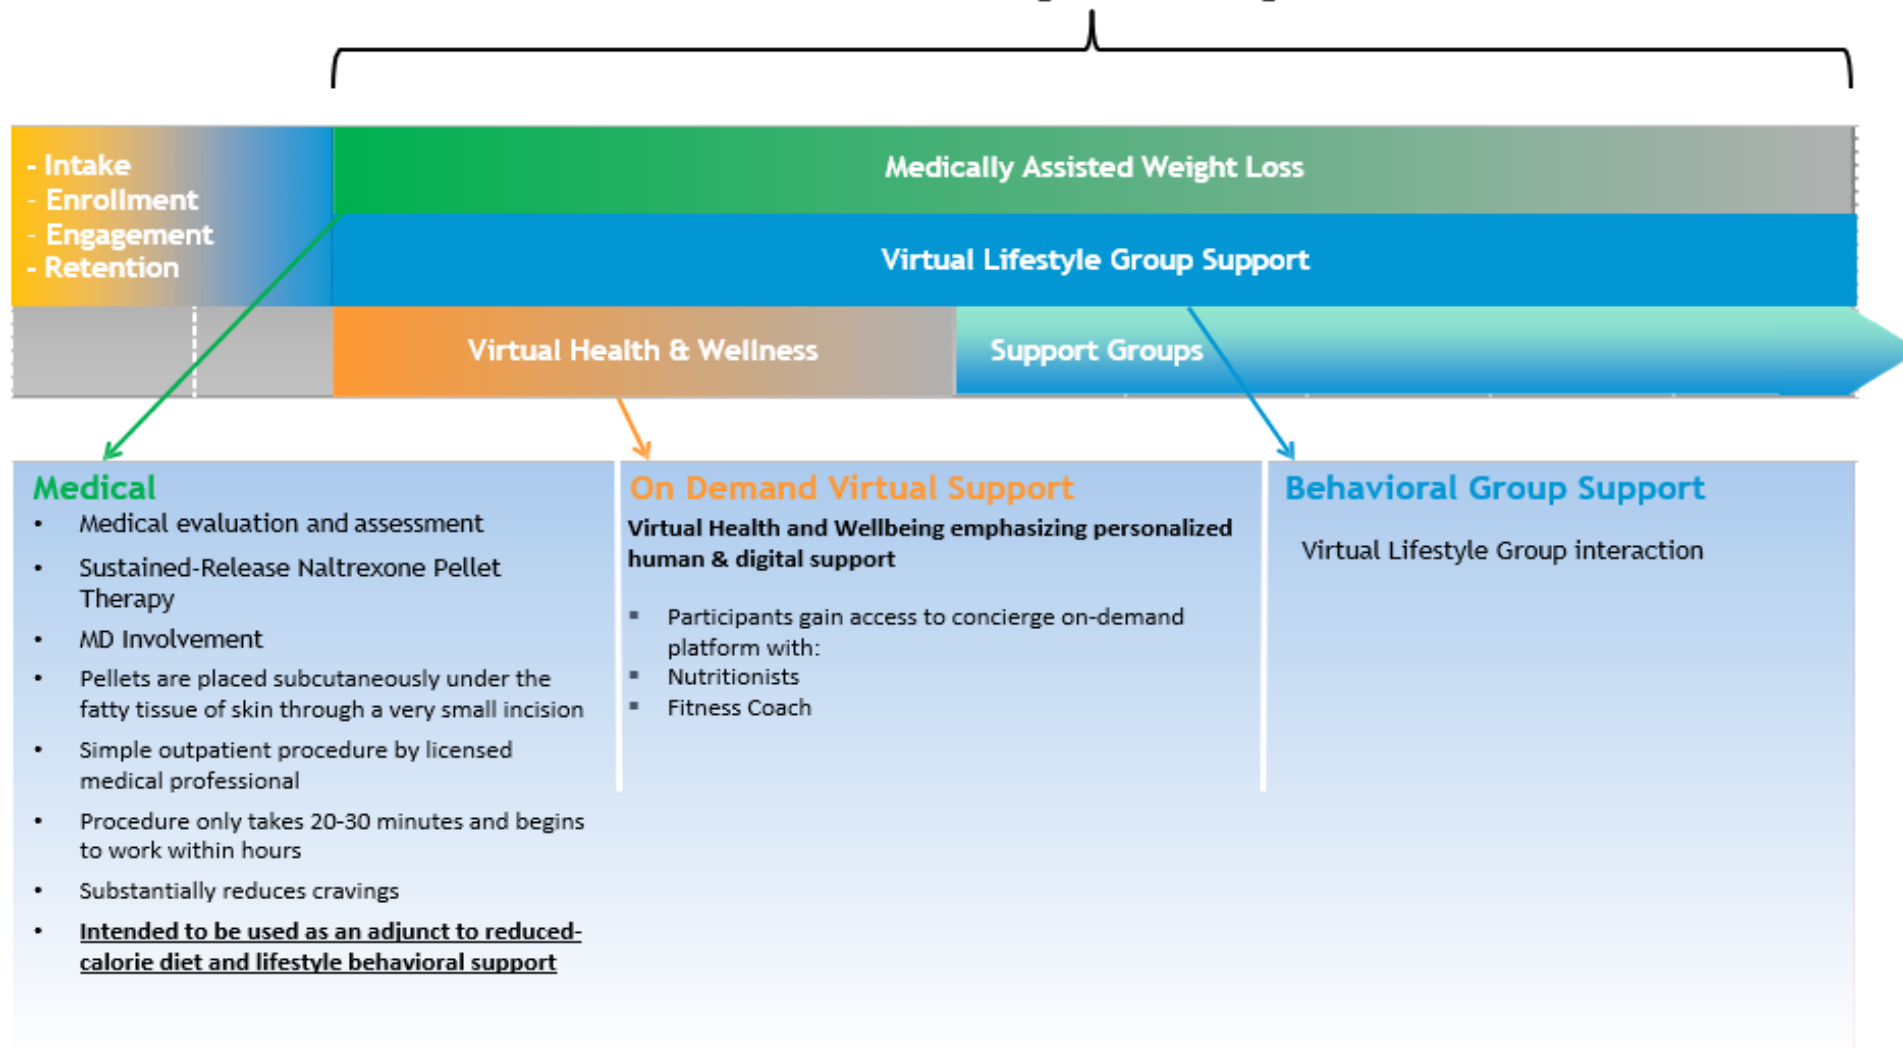 - Intake
- Enrollment
- Engagement
- Retention
Medically Assisted Weight Loss
Virtual Lifestyle Group Support
Virtual Health & Wellness
Support Groups
Medical
• Medical evaluation and assessment
• Sustained-Release Naltrexone Pellet
Therapy
• MD Involvement
• Pellets are placed subcutaneously under the
fatty tissue of skin through a very small incision
• Simple outpatient procedure by licensed
medical professional
• Procedure only takes 20-30 minutes and begins
to work within hours
• Substantially reduces cravings
• Intended to be used as an adjunct to reduced-
calorie diet and lifestyle behavioral support
On Demand Virtual Support
Virtual Health and Wellbeing emphasizing personalized
human & digital support
▪ Participants gain access to concierge on-demand
platform with:
▪ Nutritionists
▪ Fitness Coach
Behavioral Group Support
Virtual Lifestyle Group interaction